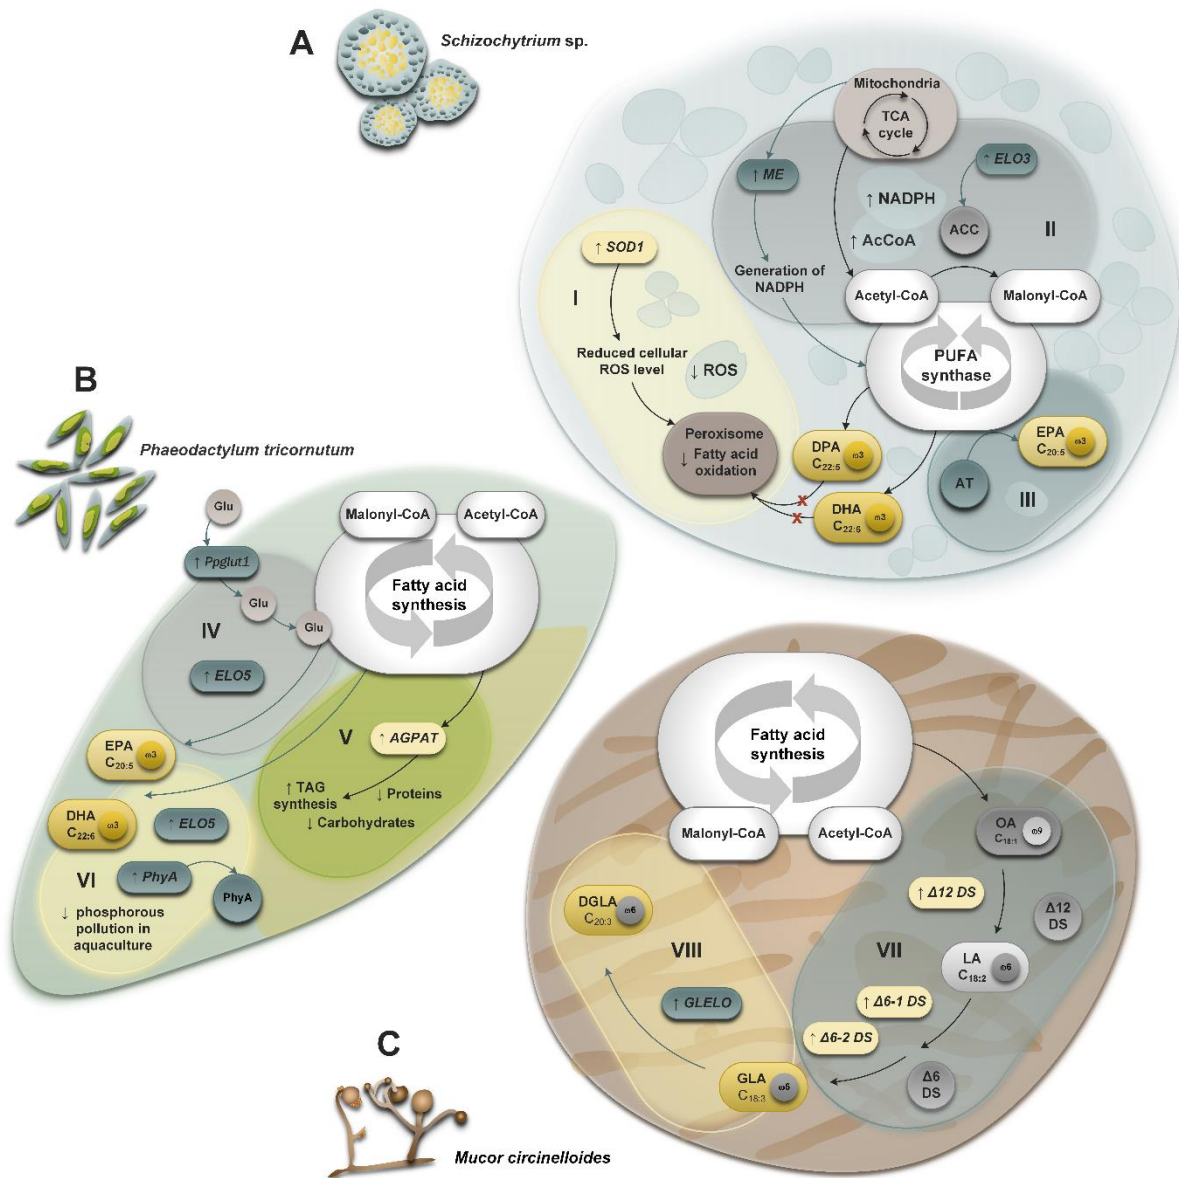 A
Schizochytrium sp.
Mitochondria
TCA
cycle
↑ ME
↑ ELO3
↑ NADPH
ACC
II
↑ AcCoA
↑ SOD1
I
Generation of
NADPH
Acetyl-CoA
Malonyl-CoA
Reduced cellular
ROS level
↓ ROS
PUFA
synthase
Peroxisome
↓ Fatty acid
oxidation
DPA
C22:5
ω3
EPA
C20:5
ω3
AT
III
X
X
DHA
C22:6
ω3
B
Phaeodactylum tricornutum
Glu
Malonyl-CoA
Acetyl-CoA
↑ Ppglut1
Glu
Glu
Fatty acid
synthesis
IV
↑ ELO5
V
↑ AGPAT
EPA
C20:5
ω3
↑ TAG
synthesis
↓ Proteins
↓ Carbohydrates
DHA
C22:6
ω3
↑ ELO5
VI
↑ PhyA
PhyA
↓ phosphorous
pollution in
aquaculture
Fatty acid
synthesis
Malonyl-CoA
Acetyl-CoA
OA
C18:1
ω9
DGLA
C20:3
ω6
↑ Δ12 DS
Δ12
DS
VIII
VII
LA
C18:2
ω6
↑ GLELO
↑ Δ6-1 DS
↑ Δ6-2 DS
GLA
C18:3
ω6
Δ6
DS
C
Mucor circinelloides